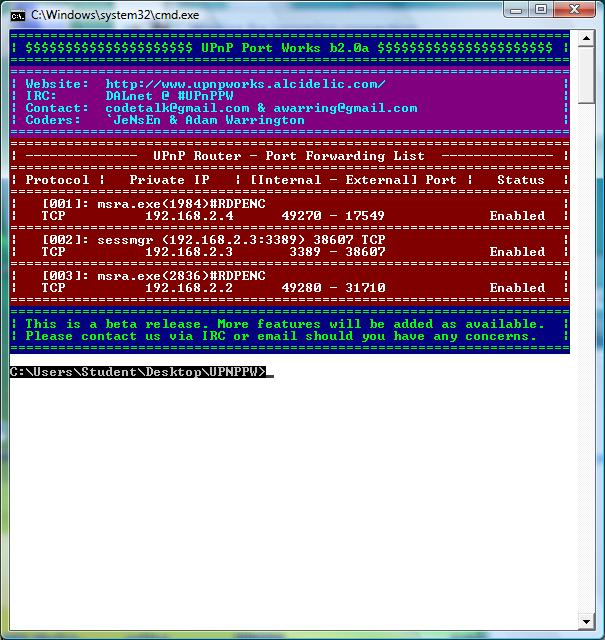 C:\Windows\system32\cmd.exe
$$$$$$$$$$$$$$$$$$$$$ UPnP Port Works b2.0a $$$$$$$$$$$$$$$$$$$$$$
Website: http://www.upnpworks.alcidelic.com/
IRC: DALnet @ #UPnPPW
Contact: codetalk@gmail.com & awarring@gmail.com
Coders: `JeNsEn & Adam Warrington
-------------- UPnP Router - Port Forwarding List --------------
Protocol ¦ Private IP ¦ [Internal - External] Port ¦ Status
[001]: msra.exe(1984)#RDPENC
TCP 192.168.2.4 49270 - 17549 Enabled
[002]: sessmgr (192.168.2.3:3389) 38607 TCP
TCP 192.168.2.3 3389 - 38607 Enabled
[003]: msra.exe(2836)#RDPENC
TCP 192.168.2.2 49280 - 31710 Enabled
This is a beta release. More features will be added as available.
Please contact us via IRC or email should you have any concerns.
C:\Users\Student\Desktop\UPNPPW>_